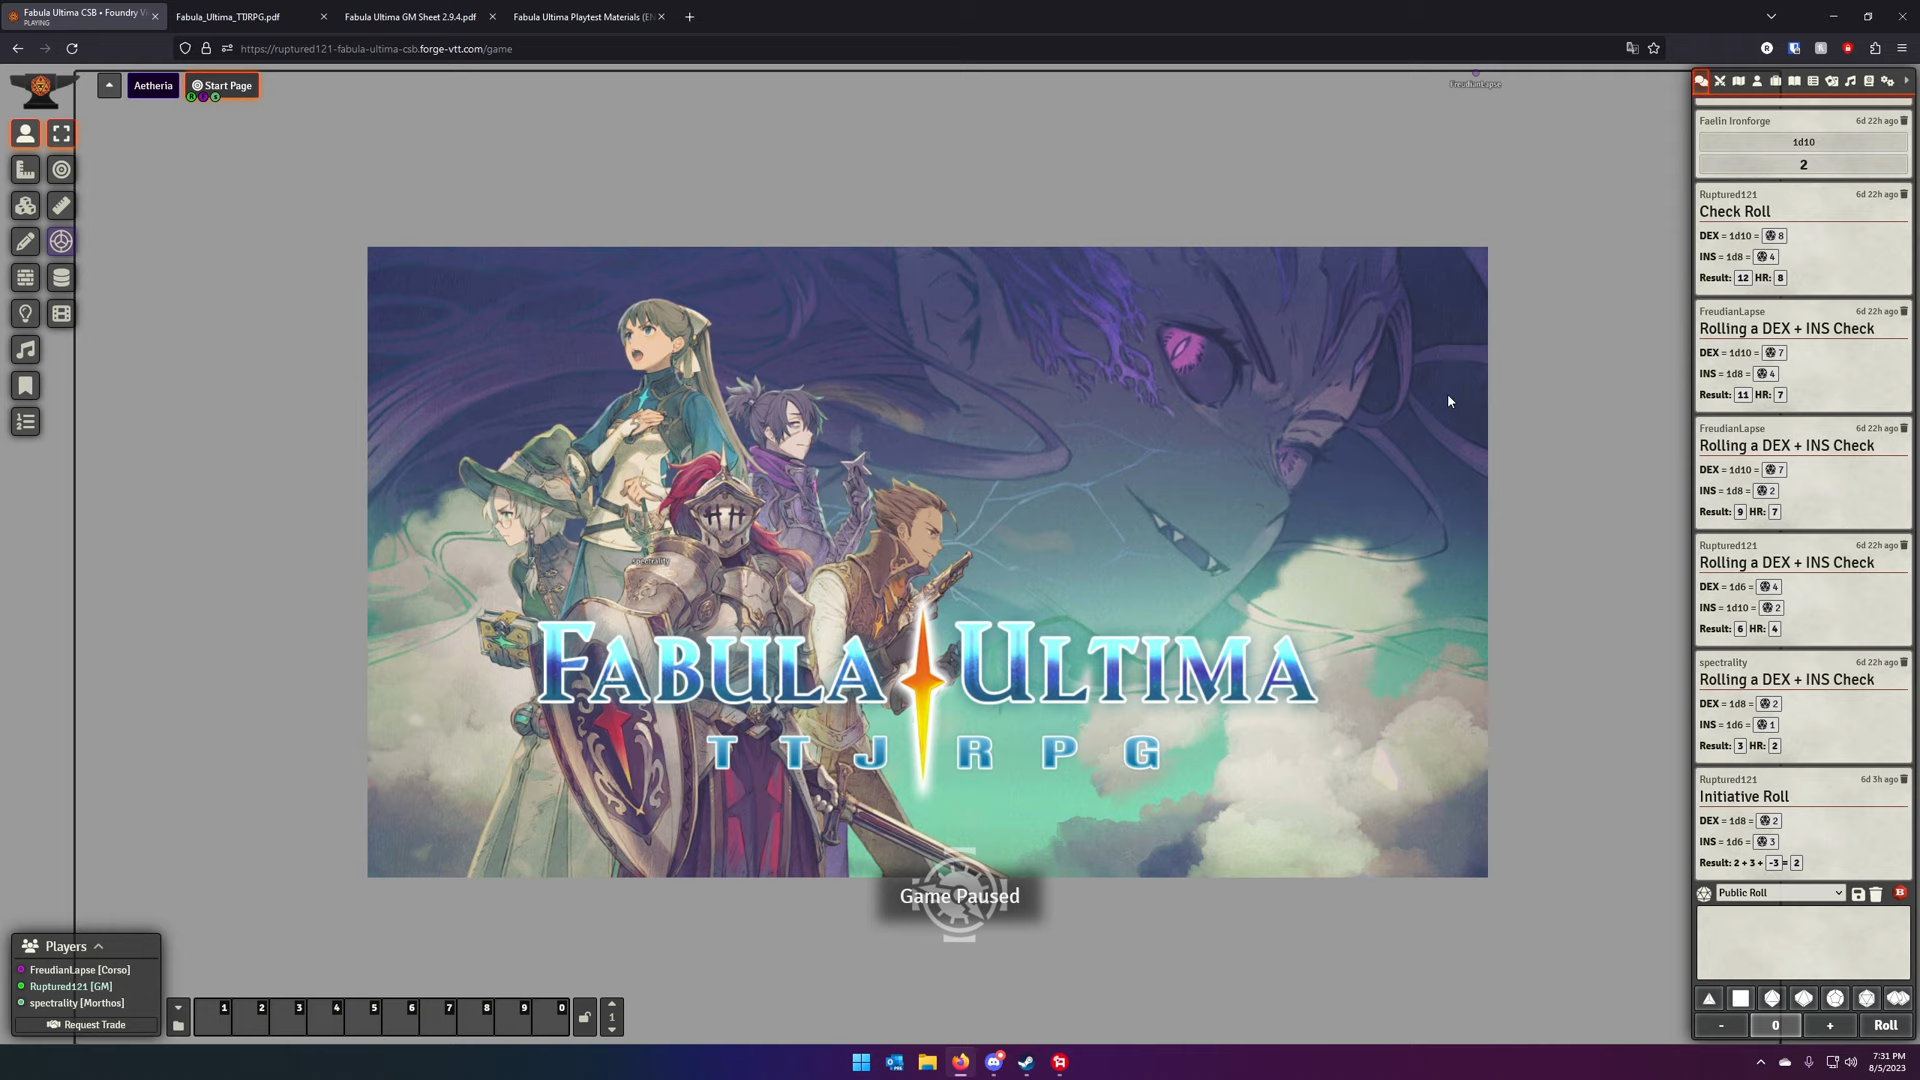 Fabula Ultima CSB • Foundry Vi
PLAYING
Fabula_Ultima_TTJRPG.pdf
Fabula Ultima GM Sheet 2.9.4.pdf
Fabula Ultima Playtest Materials (EN
https://ruptured121-fabula-ultima-csb.forge-vtt.com/game
Aetheria
Start Page
FreudianLapse
Faelin Ironforge
6d 22h ago
1d10
2
Ruptured121
6d 22h ago
Check Roll
DEX = 1d10 = 8
INS = 1d8 = 4
Result: 12 HR: 8
FreudianLapse
6d 22h ago
Rolling a DEX + INS Check
DEX = 1d10 = 7
INS = 1d8 = 4
Result: 11 HR: 7
FreudianLapse
6d 22h ago
Rolling a DEX + INS Check
DEX = 1d10 = 7
INS = 1d8 = 2
Result: 9 HR: 7
Ruptured121
6d 22h ago
Rolling a DEX + INS Check
DEX = 1d6 = 4
INS = 1d10 = 2
Result: 6 HR: 4
spectrality
6d 22h ago
Rolling a DEX + INS Check
DEX = 1d8 = 2
INS = 1d6 = 1
Result: 3 HR: 2
Ruptured121
6d 3h ago
Initiative Roll
DEX = 1d8 = 2
INS = 1d6 = 3
Result: 2 + 3 + -3 = 2
Public Roll
- 0 + Roll
spectrality
FABULA ULTIMA
TTJRPG
Game Paused
Players
FreudianLapse [Corso]
Ruptured121 [GM]
spectrality [Morthos]
Request Trade
1 2 3 4 5 6 7 8 9 0
1
7:31 PM
8/5/2023